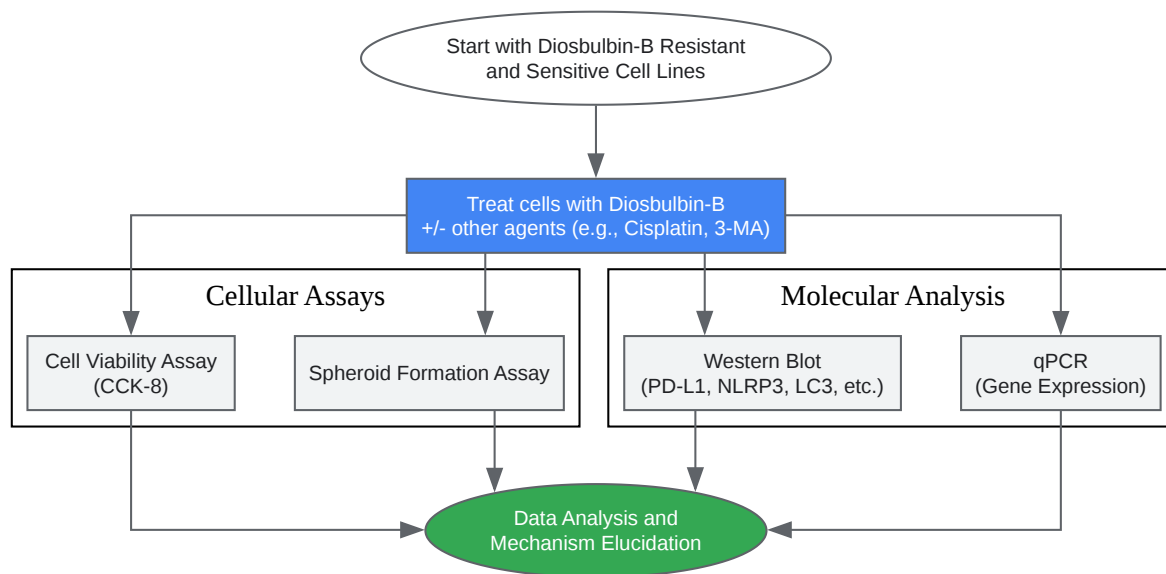 Start with Diosbulbin-B Resistant
and Sensitive Cell Lines
Treat cells with Diosbulbin-B
+/- other agents (e.g., Cisplatin, 3-MA)
Cellular Assays
Cell Viability Assay
(CCK-8)
Spheroid Formation Assay
Molecular Analysis
Western Blot
(PD-L1, NLRP3, LC3, etc.)
qPCR
(Gene Expression)
Data Analysis and
Mechanism Elucidation